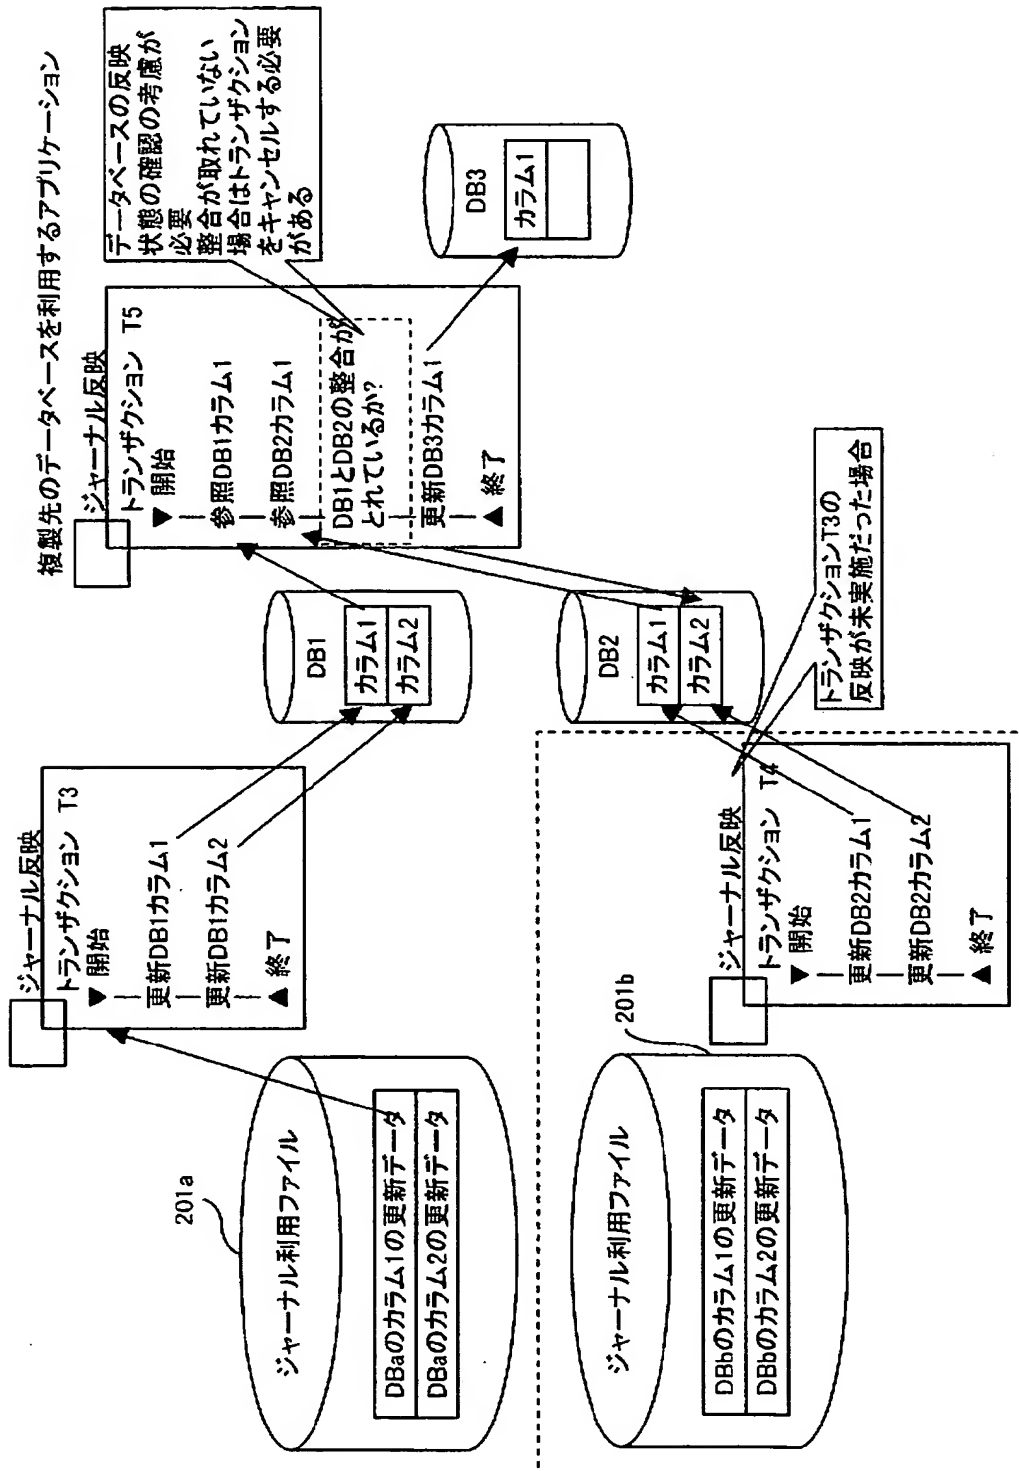 複製先のデータベースを利用するアプリケーション
ジャーナル反映
トランザクション T3
開始
更新DB1カラム1
更新DB1カラム2
終了
201a
ジャーナル利用ファイル
DBaのカラム1の更新データ
DBaのカラム2の更新データ
DB1
カラム1
カラム2
ジャーナル反映
トランザクション T5
開始
参照DB1カラム1
参照DB2カラム1
DB1とDB2の整合が
とれているか?
更新DB3カラム1
終了
データベースの反映
状態の確認の考慮が
必要
整合が取れていない
場合はトランザクション
をキャンセルする必要
がある
DB3
カラム1
201b
ジャーナル利用ファイル
DBbのカラム1の更新データ
DBbのカラム2の更新データ
ジャーナル反映
トランザクション T4
開始
更新DB2カラム1
更新DB2カラム2
終了
DB2
カラム1
カラム2
トランザクションT3の
反映が未実施だった場合